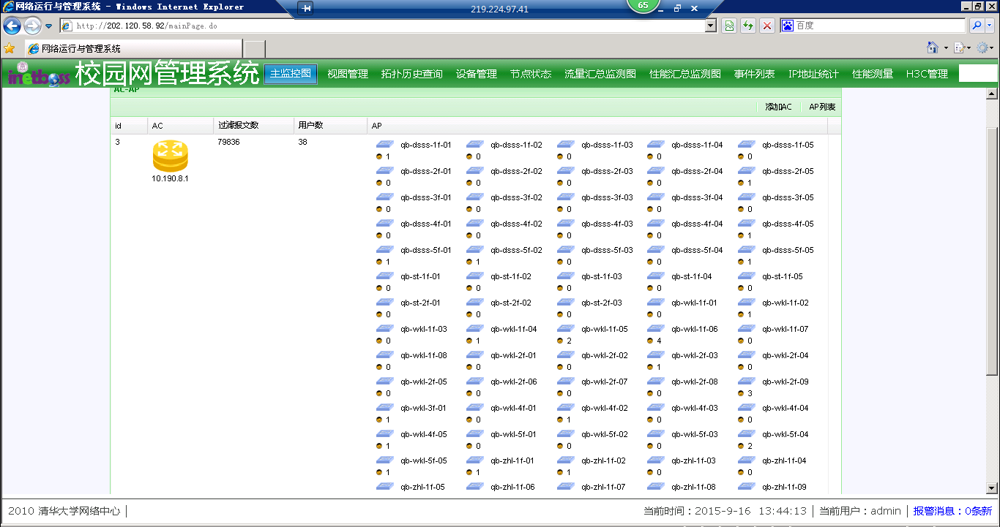 网络运行与管理系统 - Windows Internet Explorer
219.224.97.41
65
http://202.120.58.92/mainPage.do
百度
网络运行与管理系统
inetboss 校园网管理系统 主监控图 视图管理 拓扑历史查询 设备管理 节点状态 流量汇总监测图 性能汇总监测图 事件列表 IP地址统计 性能测量 H3C管理
AC-AP
添加AC AP列表
id AC 过滤报文数 用户数 AP
3 79836 38 qb-dsss-1f-01 qb-dsss-1f-02 qb-dsss-1f-03 qb-dsss-1f-04 qb-dsss-1f-05
1 0 0 0 0
10.190.8.1
qb-dsss-2f-01 qb-dsss-2f-02 qb-dsss-2f-03 qb-dsss-2f-04 qb-dsss-2f-05
0 0 0 0 1
qb-dsss-3f-01 qb-dsss-3f-02 qb-dsss-3f-03 qb-dsss-3f-04 qb-dsss-3f-05
0 0 0 0 0
qb-dsss-4f-01 qb-dsss-4f-02 qb-dsss-4f-03 qb-dsss-4f-04 qb-dsss-4f-05
0 0 0 0 1
qb-dsss-5f-01 qb-dsss-5f-02 qb-dsss-5f-03 qb-dsss-5f-04 qb-dsss-5f-05
1 1 0 0 1
qb-st-1f-01 qb-st-1f-02 qb-st-1f-03 qb-st-1f-04 qb-st-1f-05
0 0 0 0 0
qb-st-2f-01 qb-st-2f-02 qb-st-2f-03 qb-wkl-1f-01 qb-wkl-1f-02
0 0 0 0 1
qb-wkl-1f-03 qb-wkl-1f-04 qb-wkl-1f-05 qb-wkl-1f-06 qb-wkl-1f-07
0 1 2 4 0
qb-wkl-1f-08 qb-wkl-2f-01 qb-wkl-2f-02 qb-wkl-2f-03 qb-wkl-2f-04
0 0 0 1 0
qb-wkl-2f-05 qb-wkl-2f-06 qb-wkl-2f-07 qb-wkl-2f-08 qb-wkl-2f-09
0 0 0 0 3
qb-wkl-3f-01 qb-wkl-4f-01 qb-wkl-4f-02 qb-wkl-4f-03 qb-wkl-4f-04
1 0 1 0 0
qb-wkl-4f-05 qb-wkl-5f-01 qb-wkl-5f-02 qb-wkl-5f-03 qb-wkl-5f-04
1 0 0 0 2
qb-wkl-5f-05 qb-zhl-1f-01 qb-zhl-1f-02 qb-zhl-1f-03 qb-zhl-1f-04
1 1 1 0 0
qb-zhl-1f-05 qb-zhl-1f-06 qb-zhl-1f-07 qb-zhl-1f-08 qb-zhl-1f-09
2010 清华大学网络中心 | 当前时间：2015-9-16 13:44:13 | 当前用户：admin | 报警消息：0条新